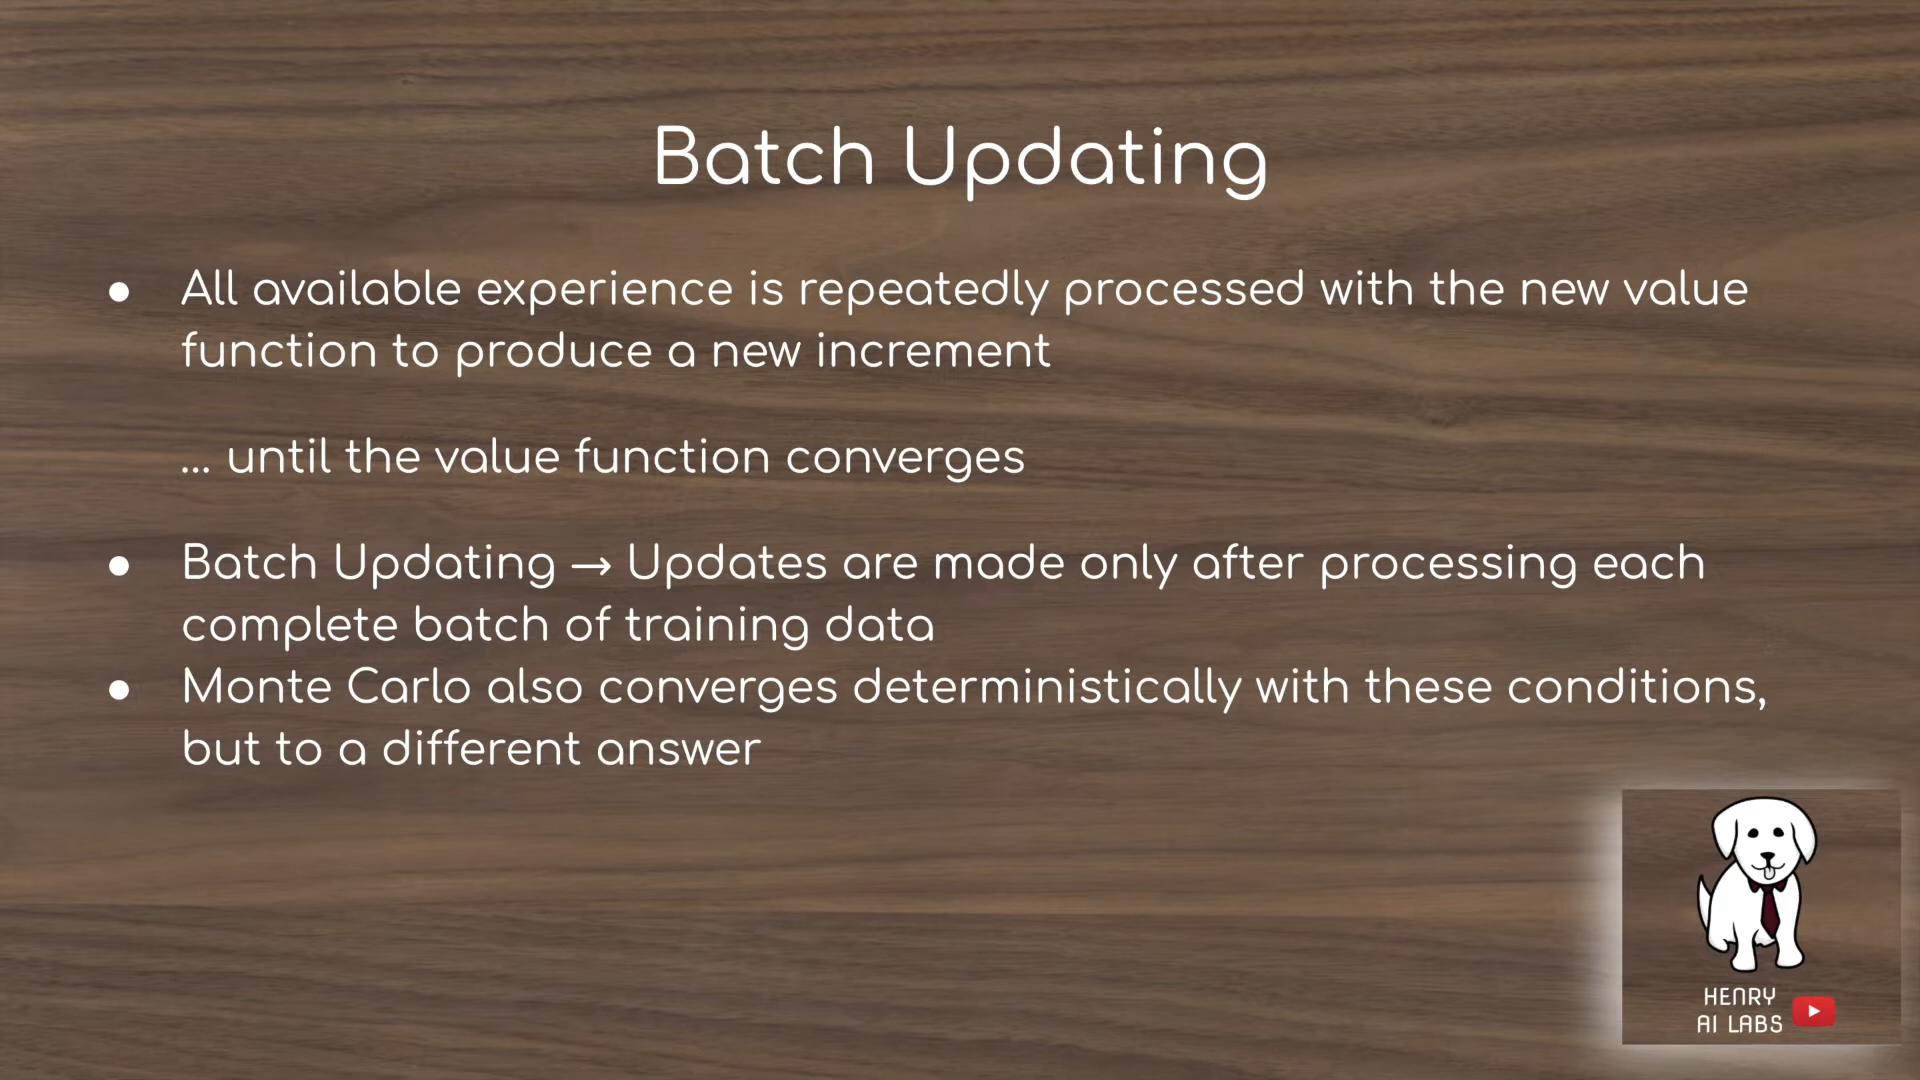 Batch Updating
● All available experience is repeatedly processed with the new value
function to produce a new increment
... until the value function converges
● Batch Updating → Updates are made only after processing each
complete batch of training data
● Monte Carlo also converges deterministically with these conditions,
but to a different answer
HENRY
AI LABS